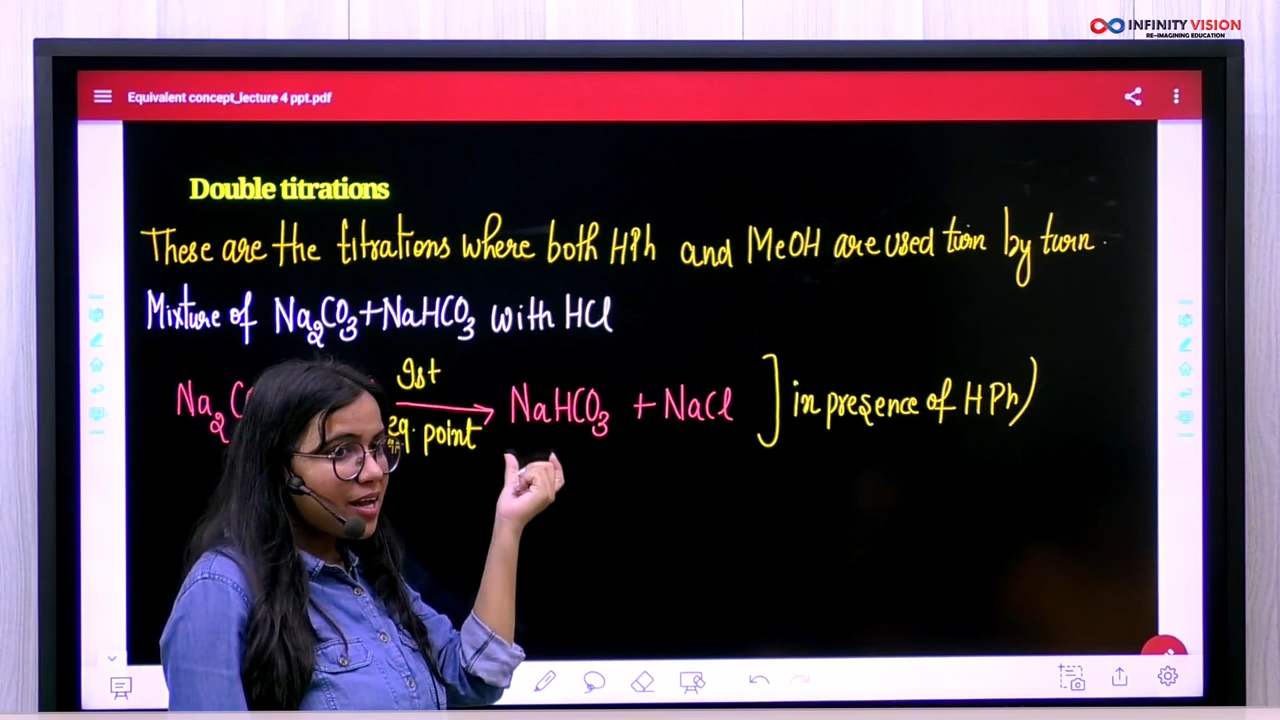 INFINITY VISION
RE-IMAGINING EDUCATION
Equivalent concept_lecture 4 ppt.pdf
Double titrations
These are the titrations where both HPh and MeOH are used turn by turn.
Mixture of Na₂CO₃+NaHCO₃ with HCl
Ist
Na₂C → NaHCO₃ + NaCl ] in presence of HPh)
eq. point